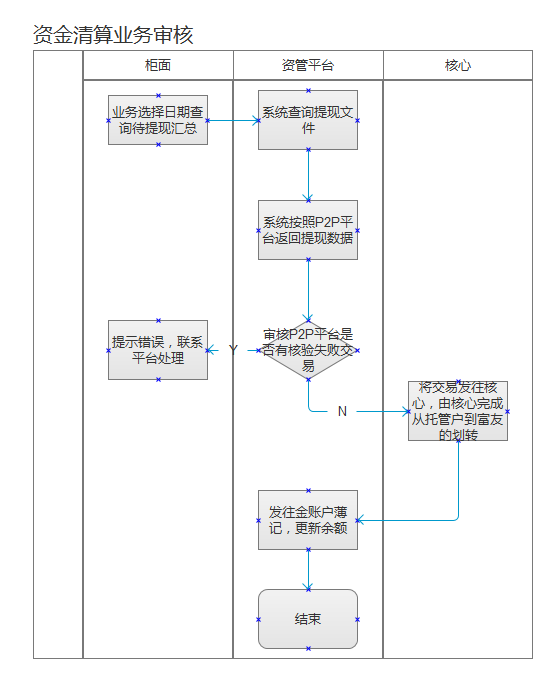 资金清算业务审核
柜面
资管平台
核心
业务选择日期查
询待提现汇总
系统查询提现文
件
系统按照P2P平
台返回提现数据
审核P2P平台是
否有核验失败交
易
Y
提示错误，联系
平台处理
N
将交易发往核
心，由核心完成
从托管户到富友
的划转
发往金账户薄
记，更新余额
结束